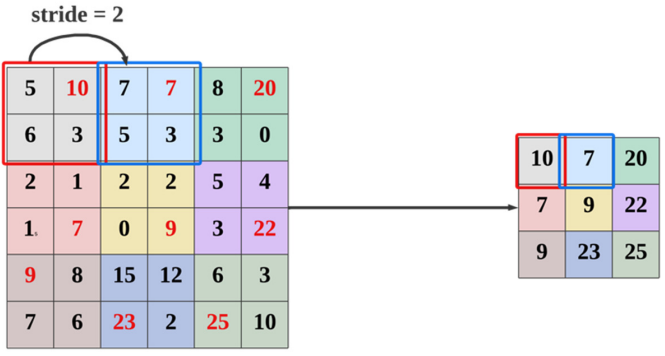 stride = 2
5 10 7 7 8 20
6 3 5 3 3 0
10 7 20
2 1 2 2 5 4
7 9 22
1 7 0 9 3 22
9 23 25
9 8 15 12 6 3
7 6 23 2 25 10